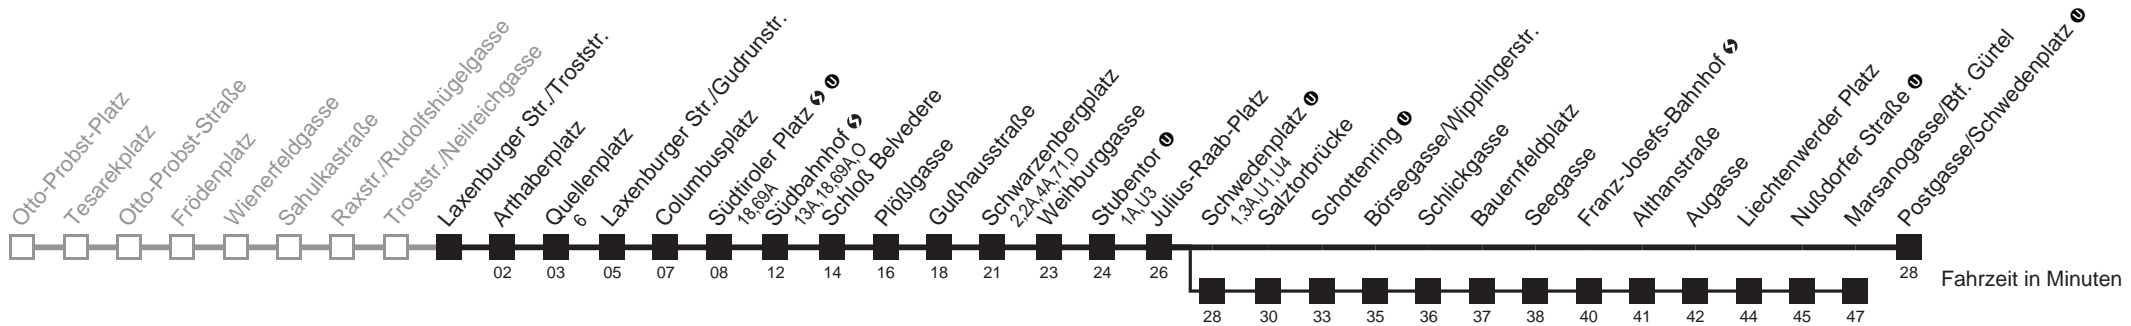 Otto-Probst-Platz
Tesarekplatz
Otto-Probst-Straße
Frödenplatz
Wienerfeldgasse
Sahulkastraße
Raxstr./Rudolfshügelgasse
Troststr./Neilreichgasse
Laxenburger Str./Troststr.
Arthaberplatz
Quellenplatz
6
Laxenburger Str./Gudrunstr.
Columbusplatz
Südtiroler Platz
18,69A
Südbahnhof
13A,18,69A,O
Schloß Belvedere
Plößlgasse
Gußhausstraße
Schwarzenbergplatz
2,2A,4A,71,D
Weihburggasse
Stubentor U
1A,U3
Julius-Raab-Platz
Schwedenplatz U
1,3A,U1,U4
Salztorbrücke
Schottenring U
Börsegasse/Wipplingerstr.
Schlickgasse
Bauernfeldplatz
Seegasse
Franz-Josefs-Bahnhof
Althanstraße
Augasse
Liechtenwerder Platz
Nußdorfer Straße U
Marsanogasse/Btf. Gürtel
Postgasse/Schwedenplatz U
02 03 05 07 08 12 14 16 18 21 23 24 26 28
Fahrzeit in Minuten
28 30 33 35 36 37 38 40 41 42 44 45 47